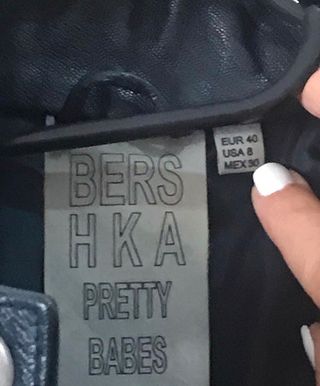 BERS
HKA
PRETTY
BABES
EUR 40
USA 8
MEX 30